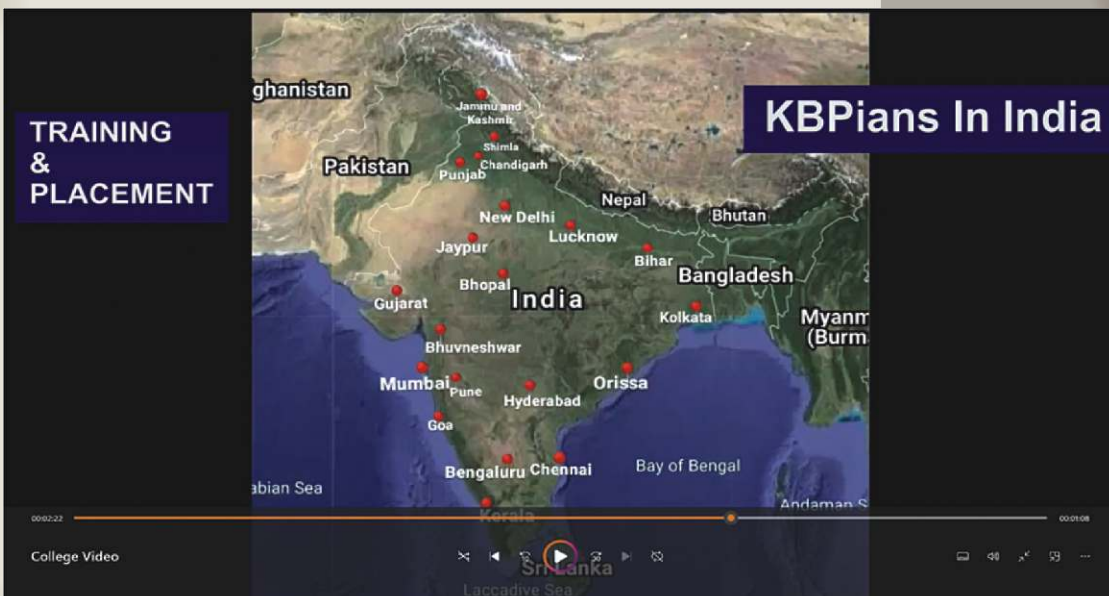 TRAINING
&
PLACEMENT
KBPians In India
ghanistan
Jammu and
Kashmir
Shimla
Chandigarh
Pakistan
Punjab
New Delhi
Nepal
Bhutan
Lucknow
Jaypur
Bihar
Bangladesh
Bhopal
India
Gujarat
Kolkata
Myanm
(Burm
Bhuvneshwar
Mumbai
Pune
Orissa
Hyderabad
Goa
Bengaluru
Chennai
Bay of Bengal
abian Sea
Andaman S
Kerala
00:02:22
00:01:08
College Video
Sri Lanka
Laccadive Sea